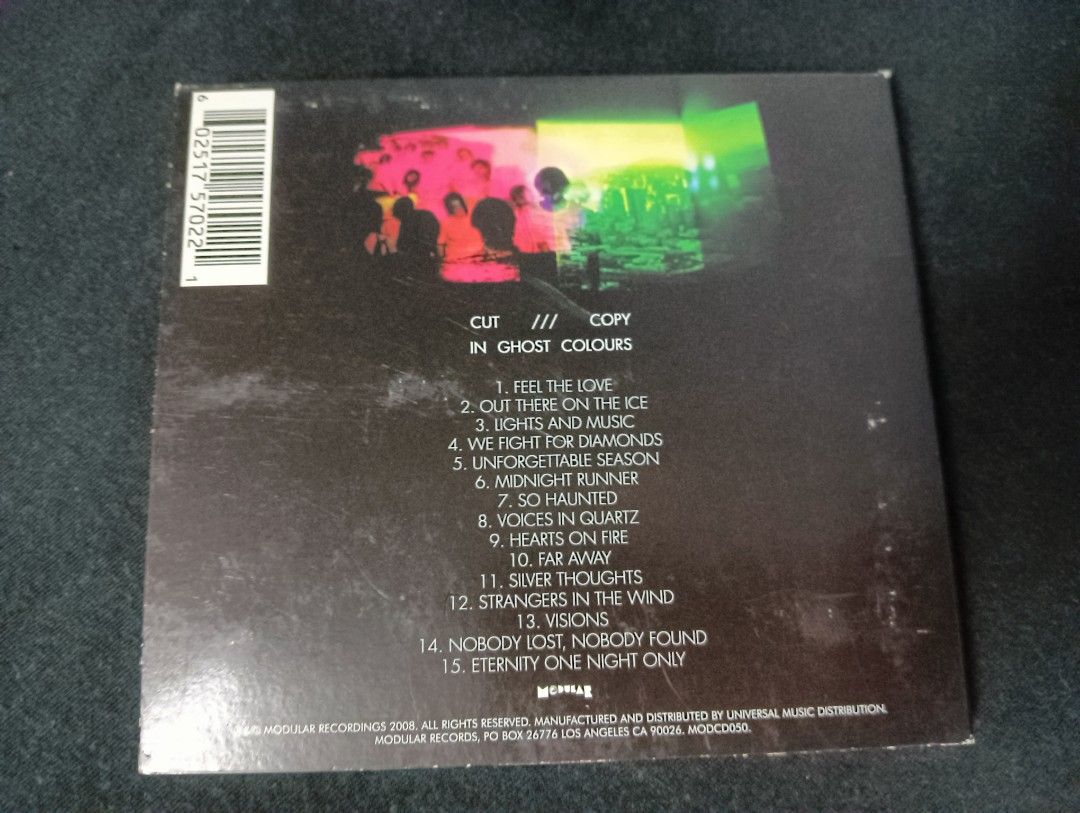 6 02517 57022 1
CUT /// COPY
IN GHOST COLOURS
1. FEEL THE LOVE
2. OUT THERE ON THE ICE
3. LIGHTS AND MUSIC
4. WE FIGHT FOR DIAMONDS
5. UNFORGETTABLE SEASON
6. MIDNIGHT RUNNER
7. SO HAUNTED
8. VOICES IN QUARTZ
9. HEARTS ON FIRE
10. FAR AWAY
11. SILVER THOUGHTS
12. STRANGERS IN THE WIND
13. VISIONS
14. NOBODY LOST, NOBODY FOUND
15. ETERNITY ONE NIGHT ONLY
MODULAR
MODULAR RECORDINGS 2008. ALL RIGHTS RESERVED. MANUFACTURED AND DISTRIBUTED BY UNIVERSAL MUSIC DISTRIBUTION.
MODULAR RECORDS, PO BOX 26776 LOS ANGELES CA 90026. MODCD050.